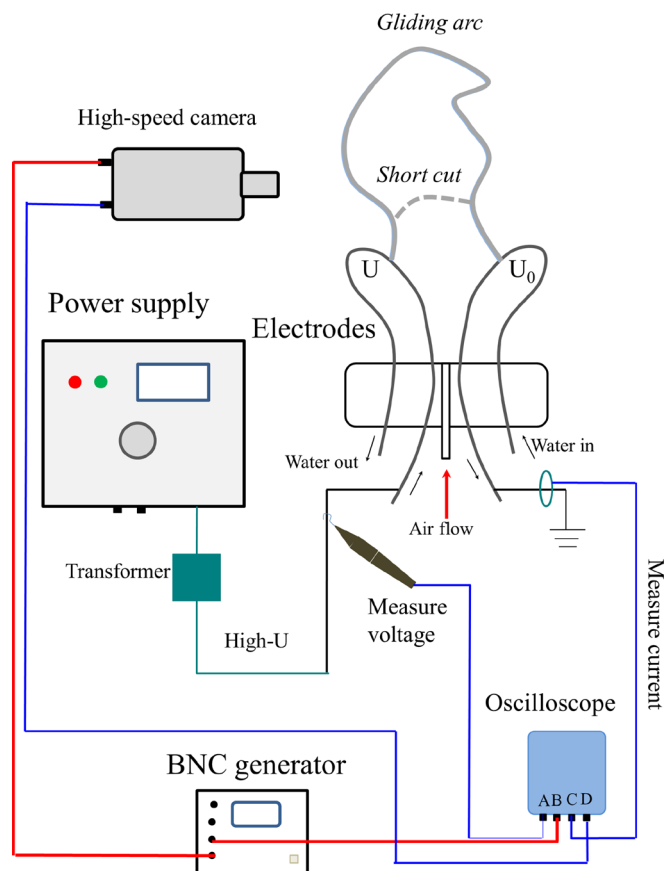 Gliding arc
High-speed camera
Short cut
U
U₀
Power supply
Electrodes
Water out
Water in
Air flow
Transformer
Measure
voltage
High-U
Measure current
Oscilloscope
A B C D
BNC generator